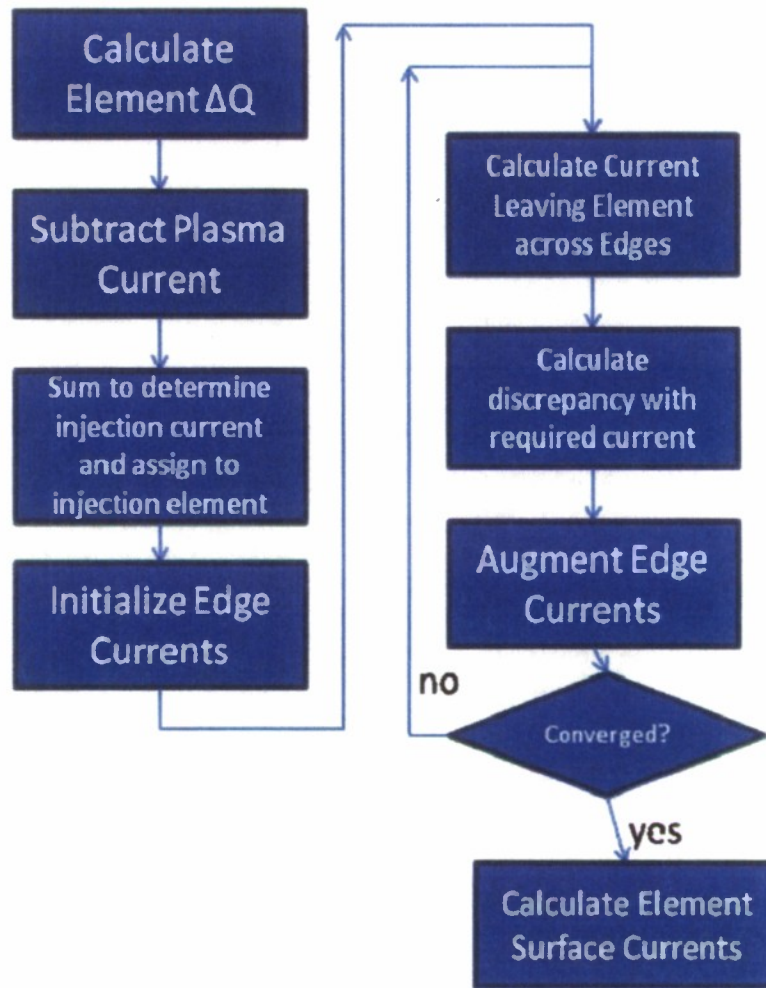 Calculate
Element ΔQ
Subtract Plasma
Current
Sum to determine
injection current
and assign to
injection element
Initialize Edge
Currents
Calculate Current
Leaving Element
across Edges
Calculate
discrepancy with
required current
Augment Edge
Currents
no
Converged?
yes
Calculate Element
Surface Currents